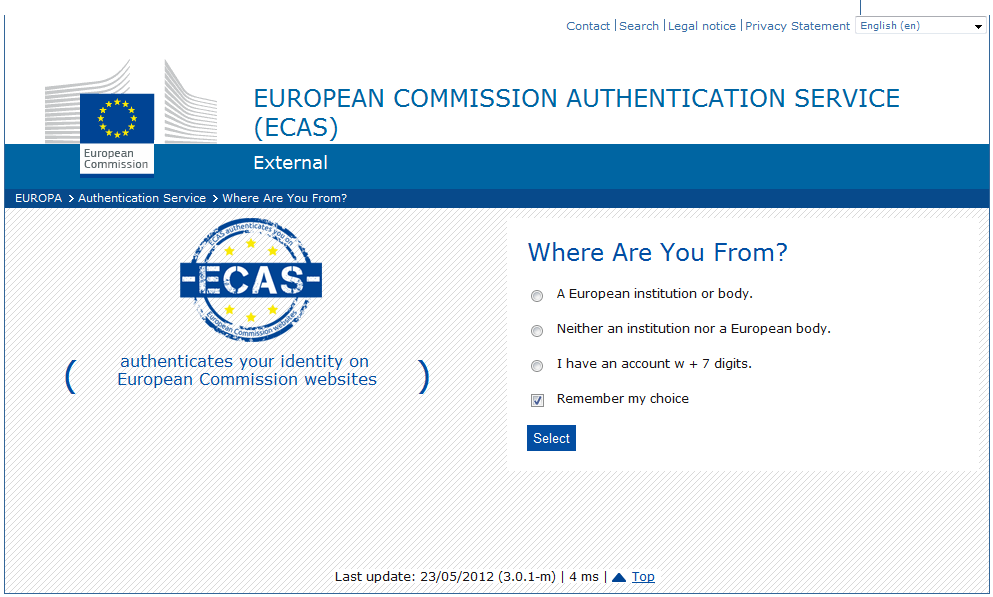 Contact | Search | Legal notice | Privacy Statement English (en)
EUROPEAN COMMISSION AUTHENTICATION SERVICE
(ECAS)
European
Commission
External
EUROPA > Authentication Service > Where Are You From?
ECAS authenticates you on
-ECAS-
European Commission websites
( authenticates your identity on
European Commission websites )
Where Are You From?
A European institution or body.
Neither an institution nor a European body.
I have an account w + 7 digits.
Remember my choice
Select
Last update: 23/05/2012 (3.0.1-m) | 4 ms | Top